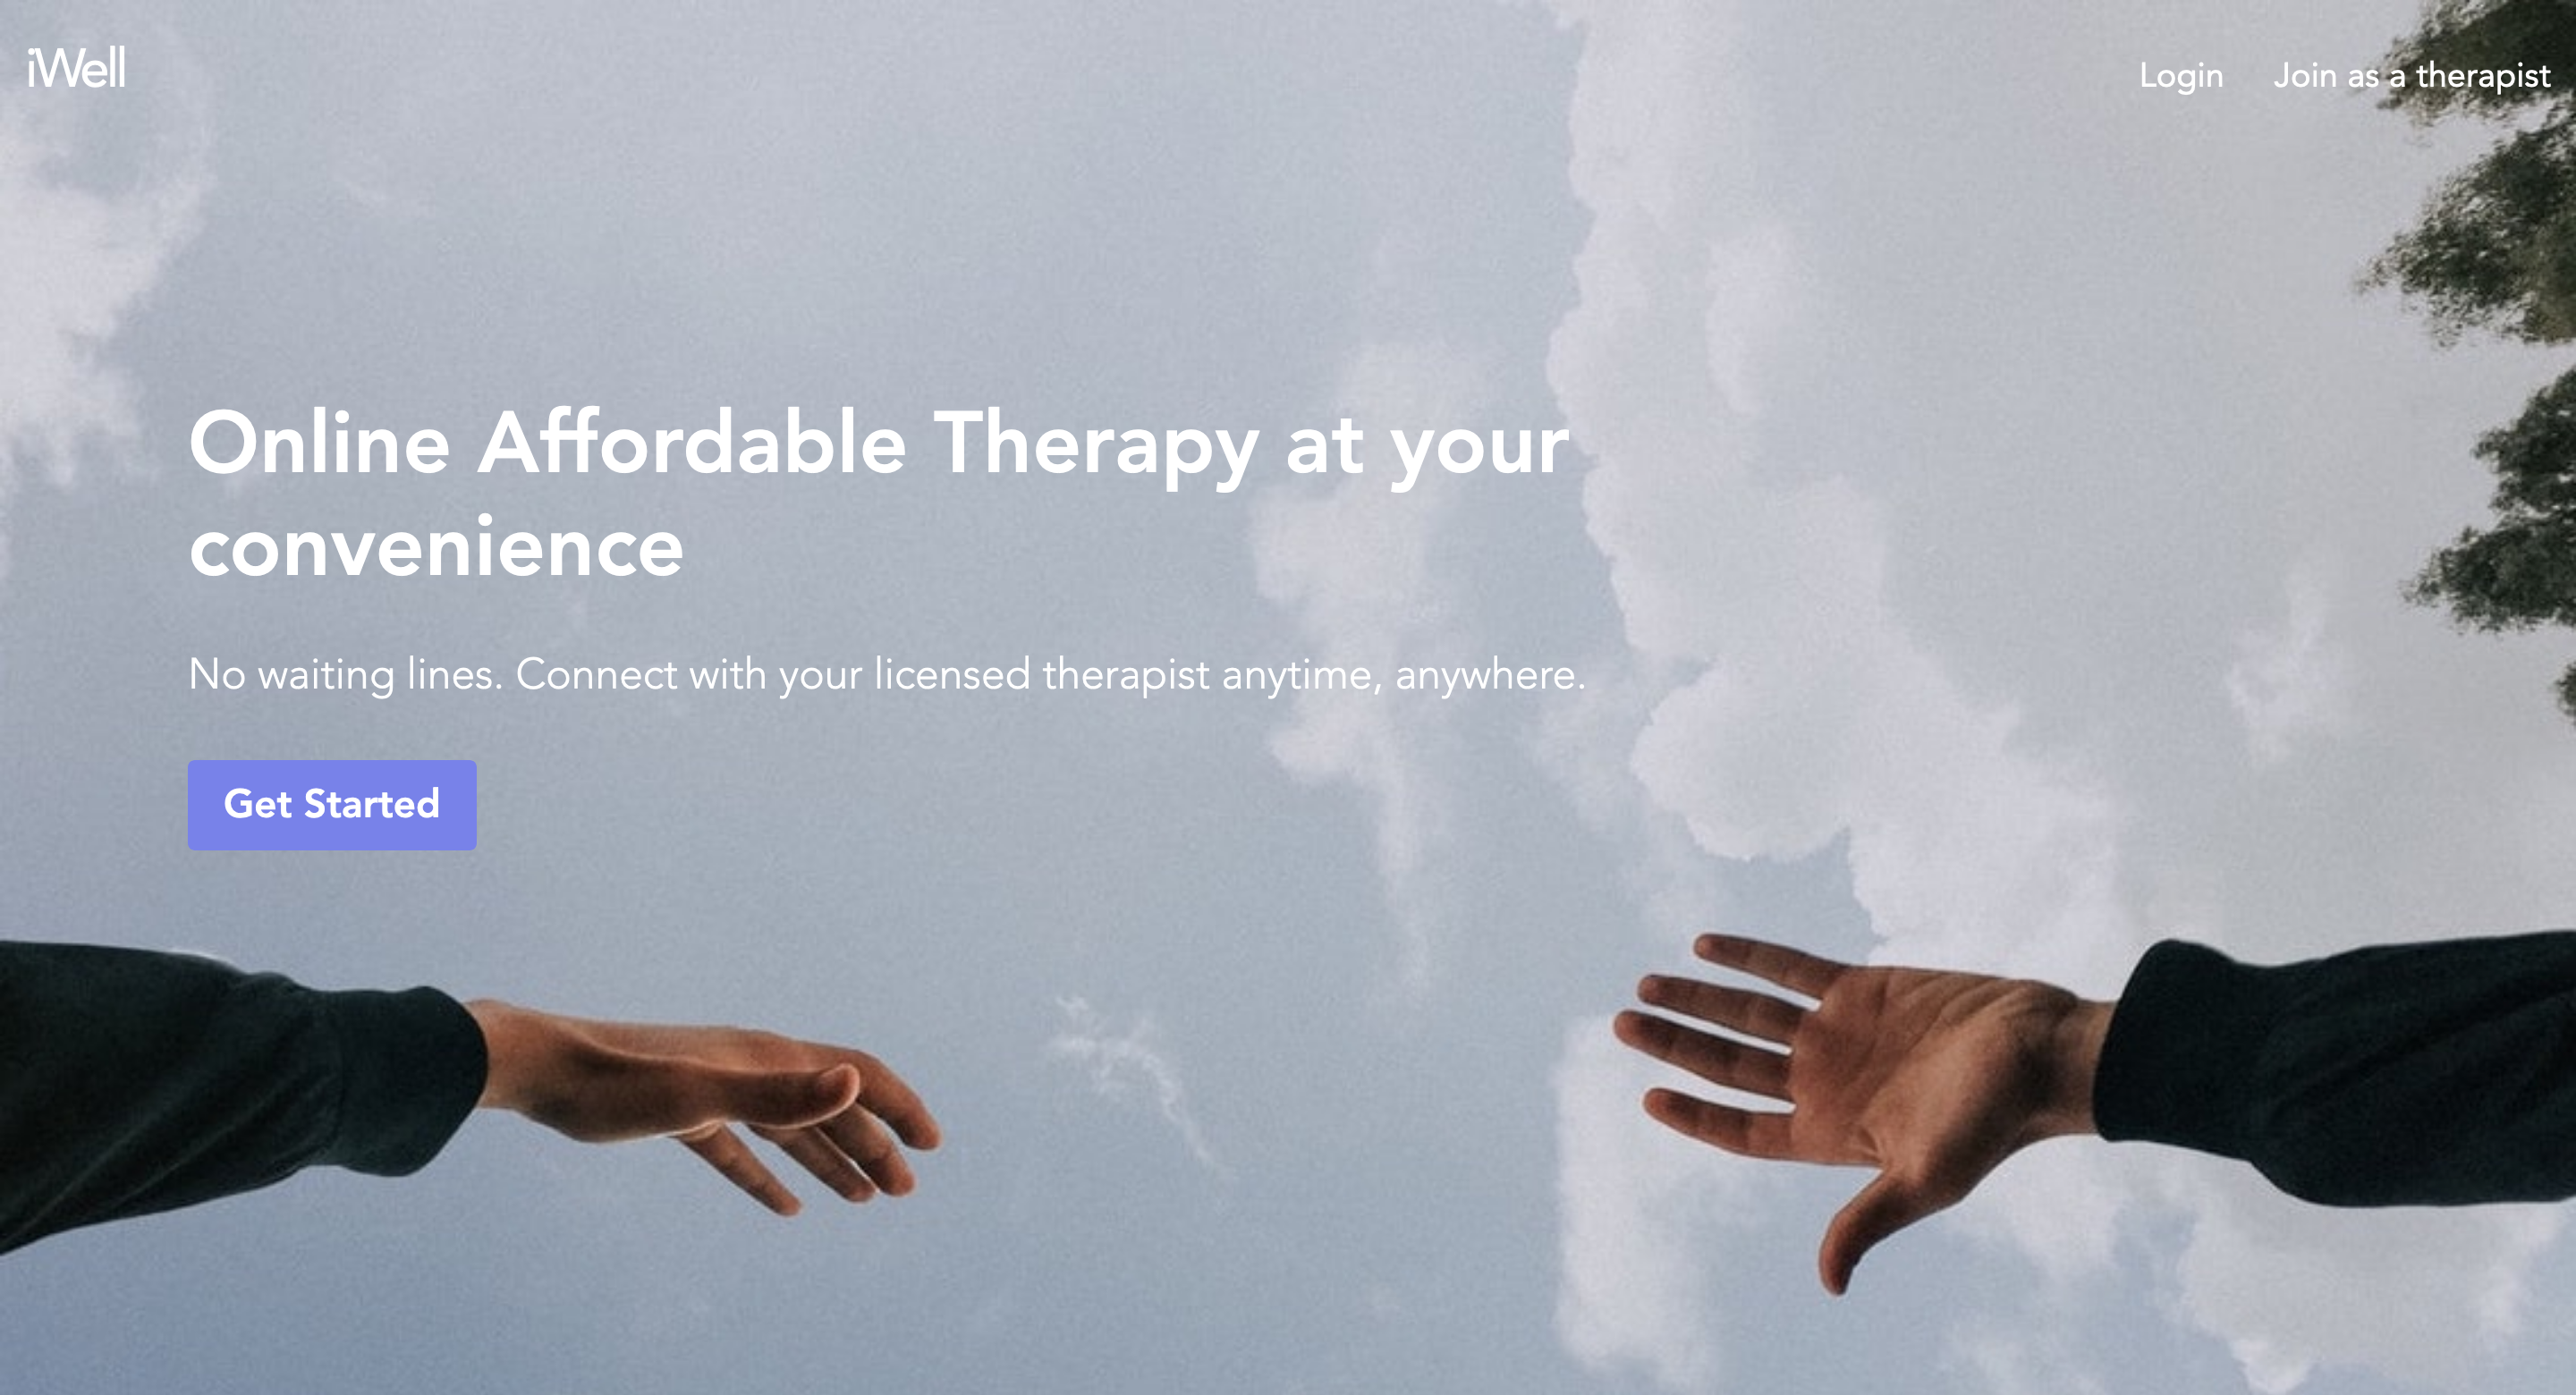 iWell
Login
Join as a therapist
Online Affordable Therapy at your
convenience
No waiting lines. Connect with your licensed therapist anytime, anywhere.
Get Started